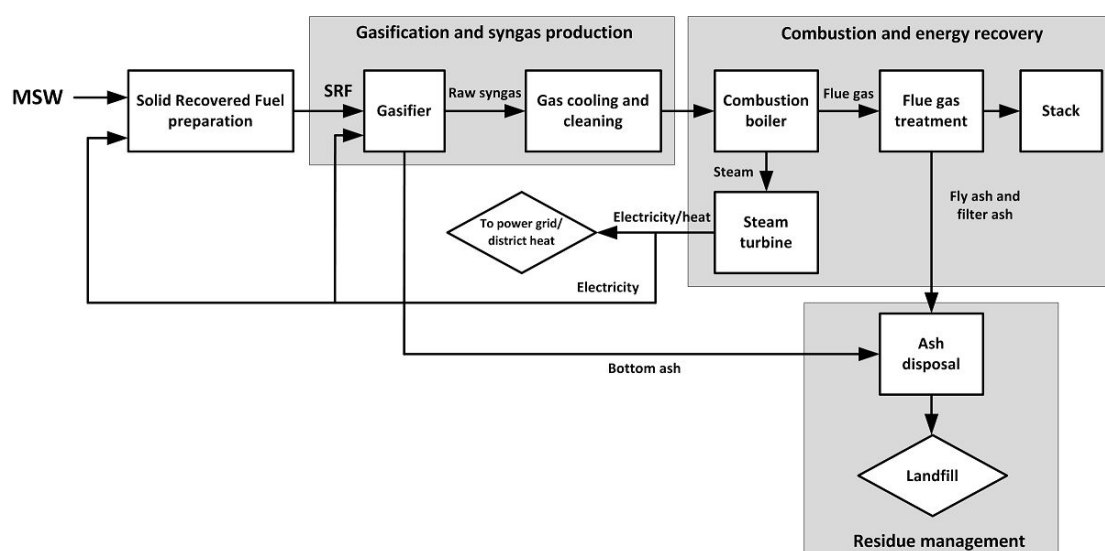 Gasification and syngas production
Combustion and energy recovery
MSW
Solid Recovered Fuel
preparation
SRF
Gasifier
Raw syngas
Gas cooling and
cleaning
Combustion
boiler
Flue gas
Flue gas
treatment
Stack
Steam
Fly ash and
filter ash
To power grid/
district heat
Electricity/heat
Steam
turbine
Electricity
Bottom ash
Ash
disposal
Landfill
Residue management